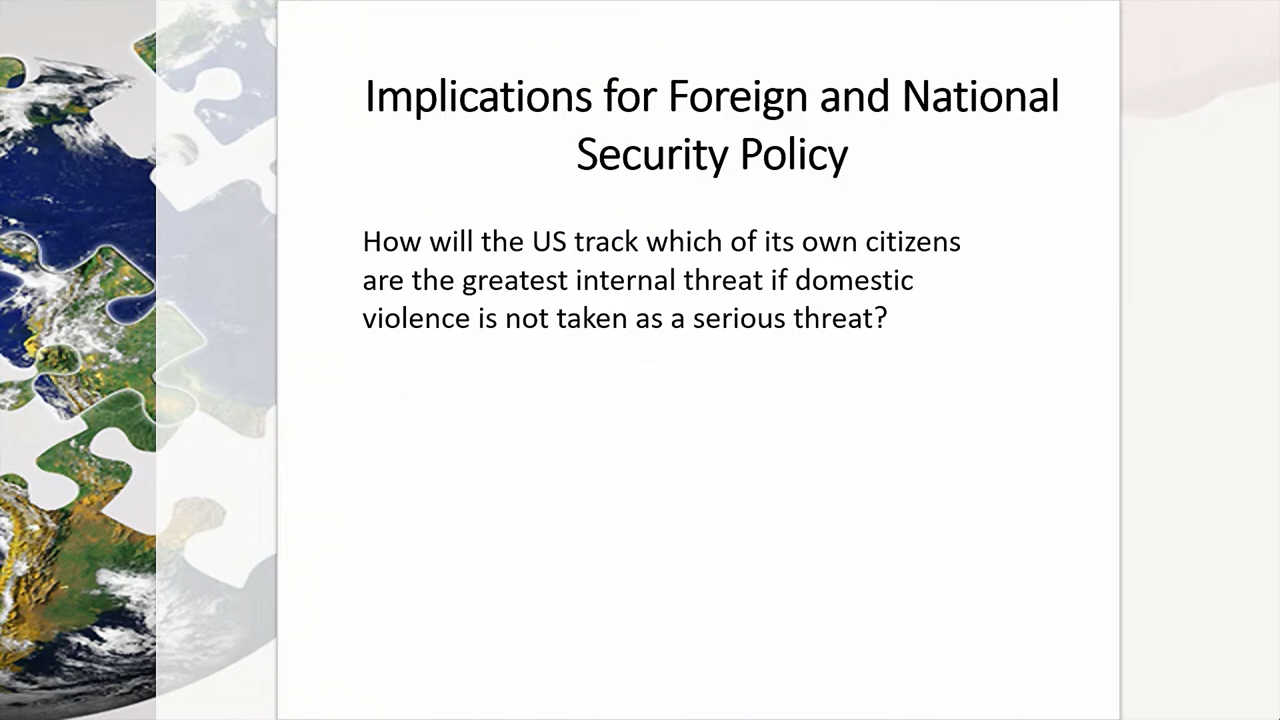 Implications for Foreign and National
Security Policy
How will the US track which of its own citizens
are the greatest internal threat if domestic
violence is not taken as a serious threat?